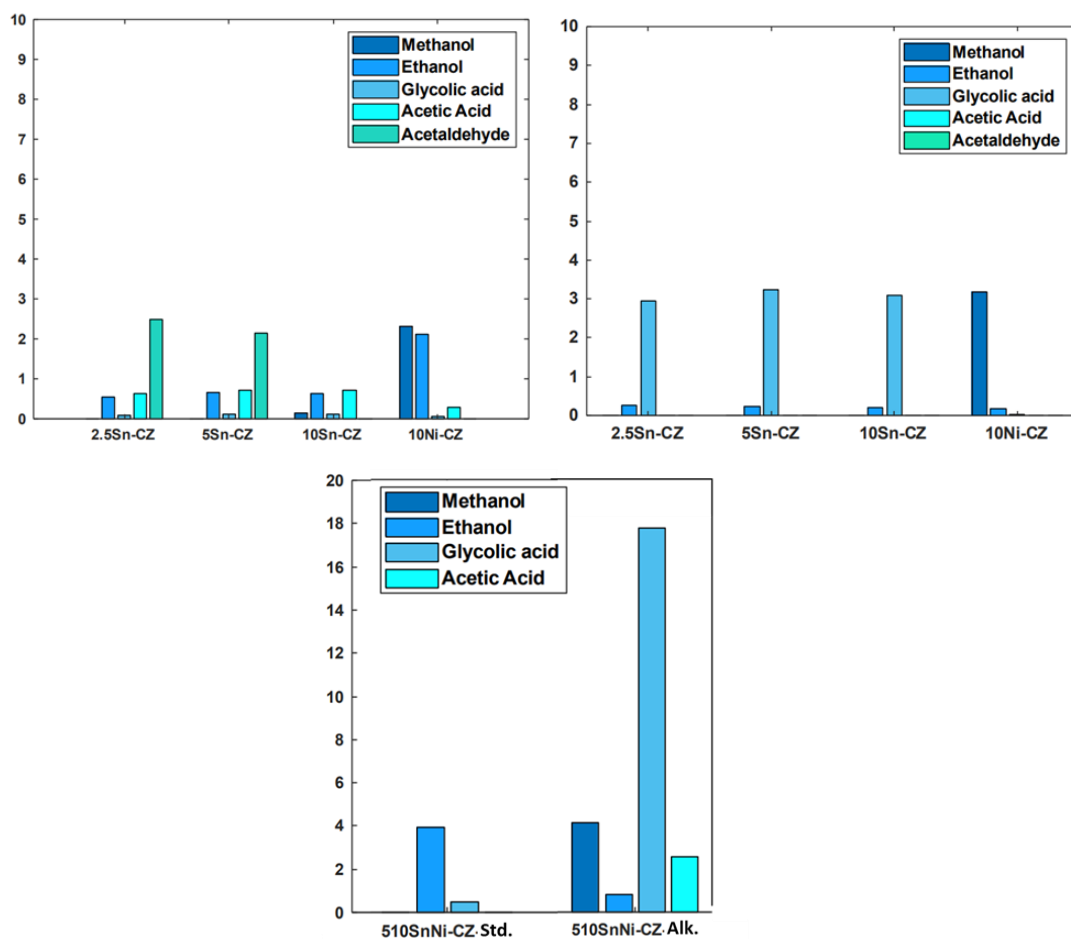 10
9
8
7
6
5
4
3
2
1
0
Methanol
Ethanol
Glycolic acid
Acetic Acid
Acetaldehyde
2.5Sn-CZ 5Sn-CZ 10Sn-CZ 10Ni-CZ
10
9
8
7
6
5
4
3
2
1
0
Methanol
Ethanol
Glycolic acid
Acetic Acid
Acetaldehyde
2.5Sn-CZ 5Sn-CZ 10Sn-CZ 10Ni-CZ
20
18
16
14
12
10
8
6
4
2
0
Methanol
Ethanol
Glycolic acid
Acetic Acid
510SnNi-CZ-Std. 510SnNi-CZ-Alk.